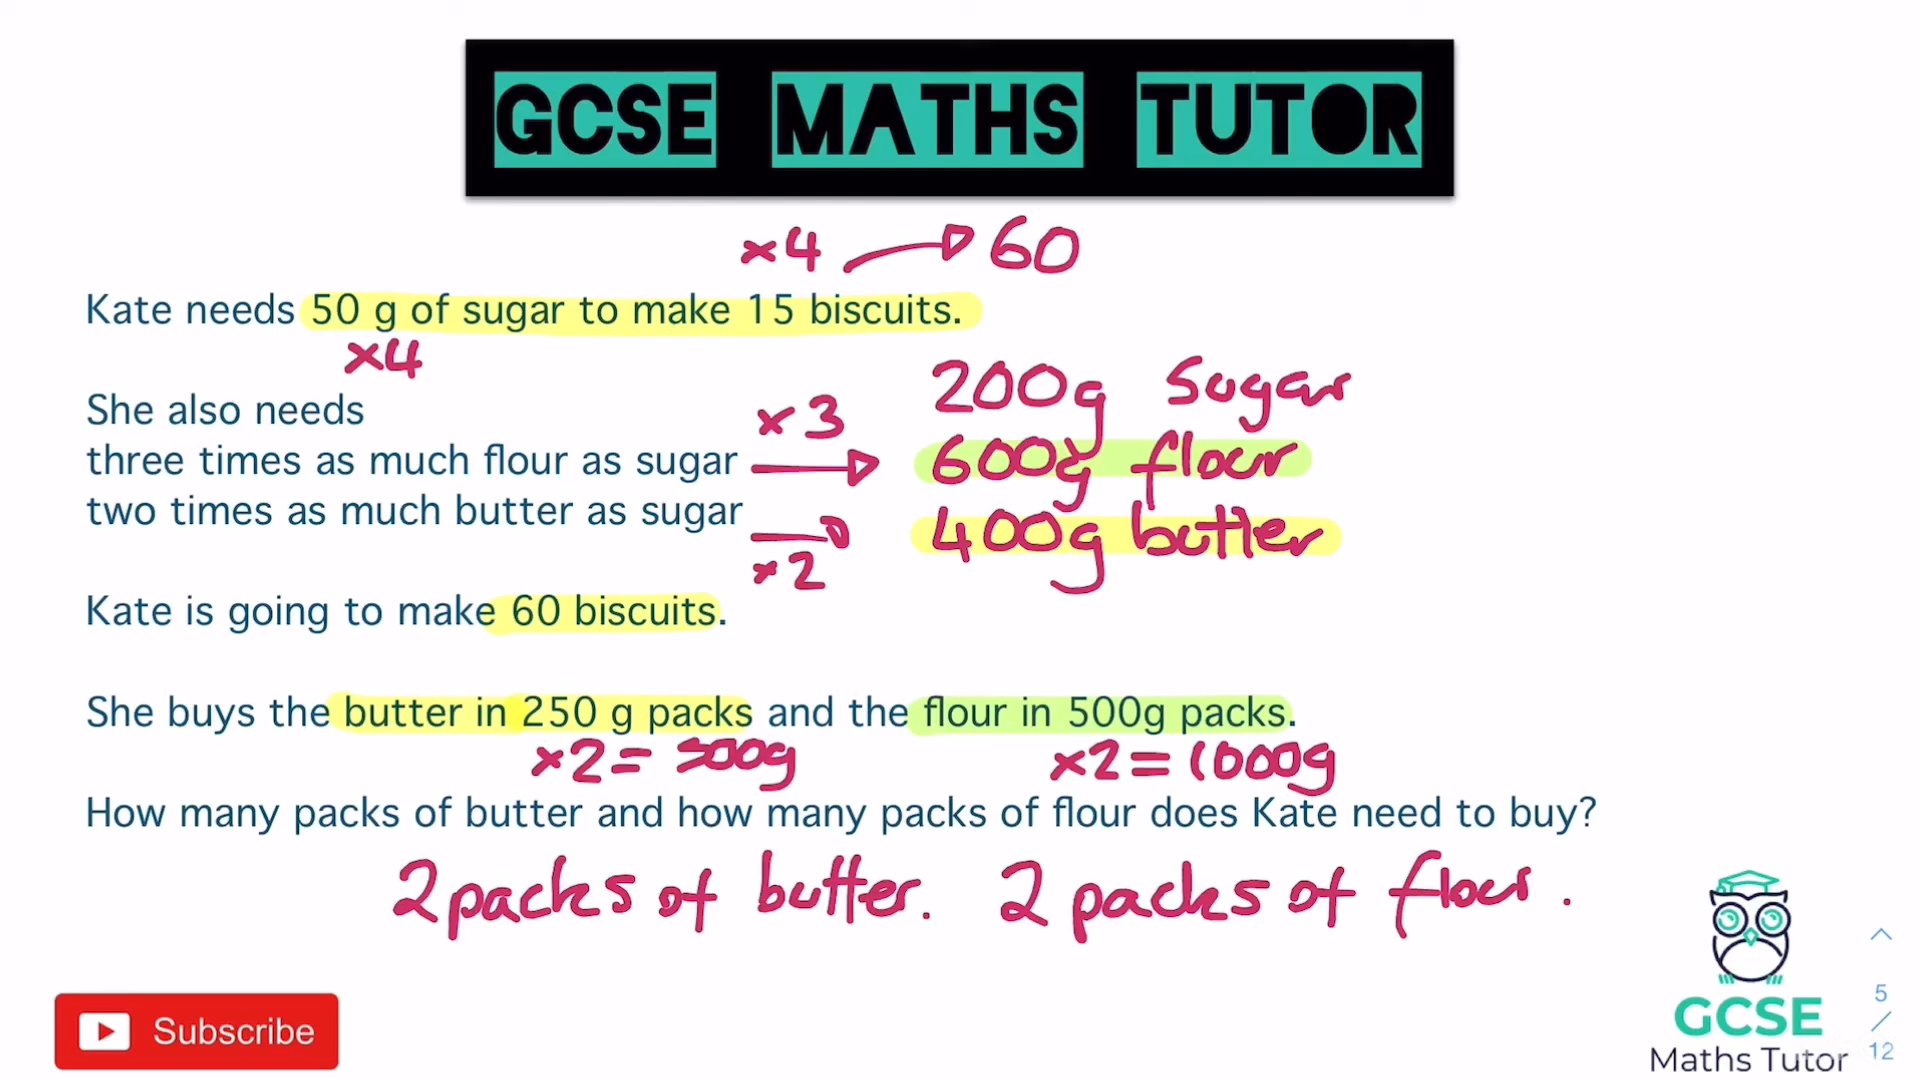 GCSE MATHS TUTOR
×4 60
Kate needs 50 g of sugar to make 15 biscuits.
×4
200g Sugar
She also needs
×3
three times as much flour as sugar 600g flour
two times as much butter as sugar 400g butter
×2
Kate is going to make 60 biscuits.
She buys the butter in 250 g packs and the flour in 500g packs.
×2= 500g ×2=1000g
How many packs of butter and how many packs of flour does Kate need to buy?
2 packs of butter. 2 packs of flour.
Subscribe
GCSE
Maths Tutor
5
/
12